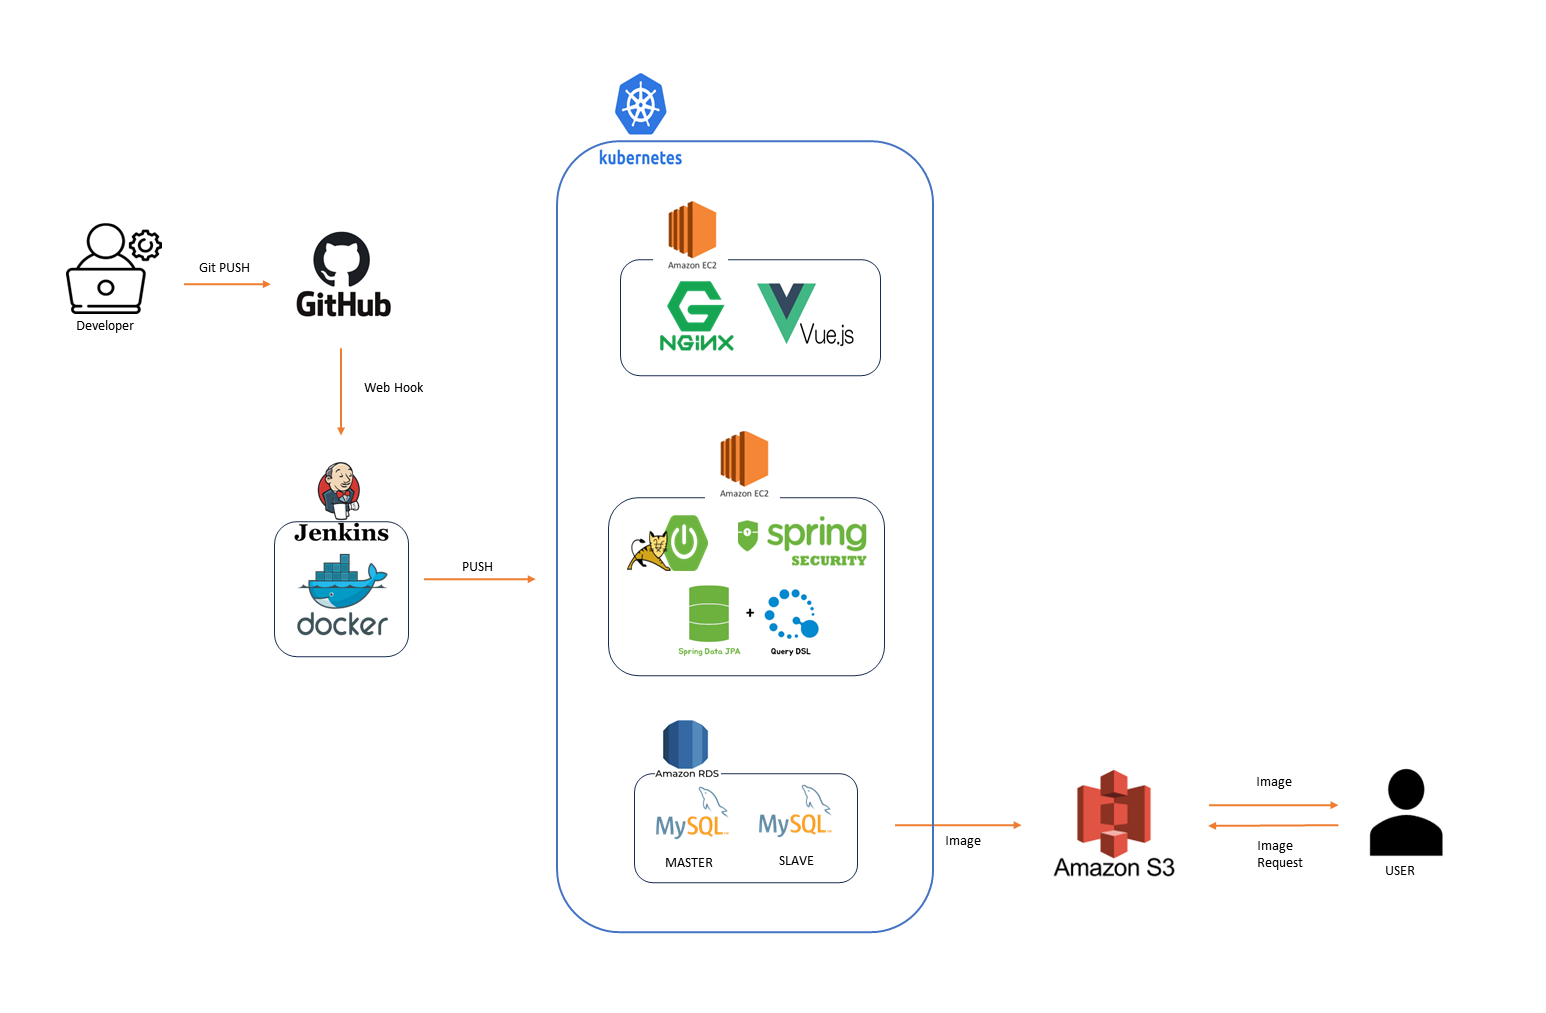 kubernetes
Amazon EC2
NGINX
Vue.js
Git PUSH
GitHub
Developer
Web Hook
Jenkins
docker
PUSH
Amazon EC2
spring
SECURITY
+
Spring Data JPA
Query DSL
Amazon RDS
MySQL
MySQL
MASTER
SLAVE
Image
Amazon S3
Image
Image
Request
USER